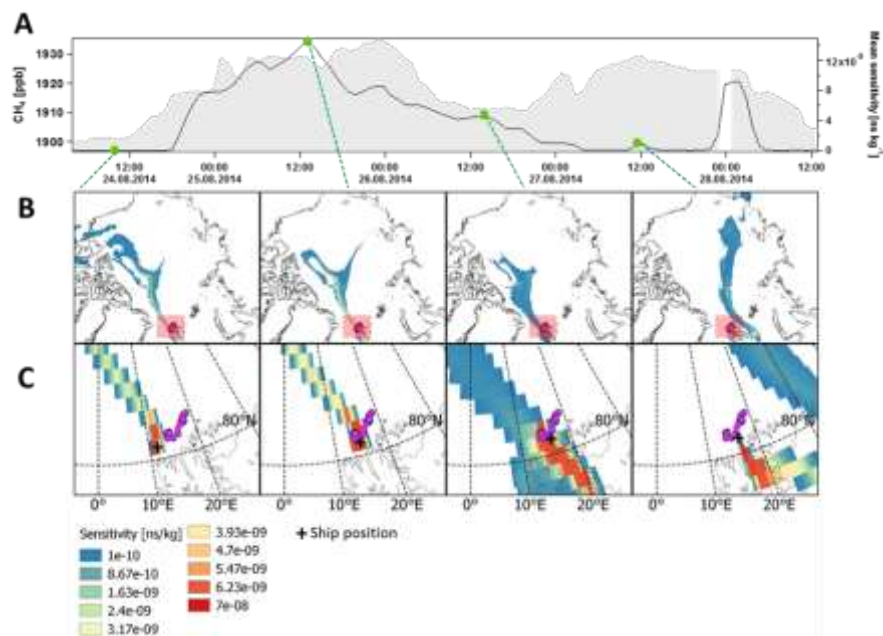 A
1930
1920
1910
1900
CH₄ [ppb]
12
8
4
0
Mean sensitivity [ns kg
12:00
24.08.2014
00:00
25.08.2014
12:00
00:00
26.08.2014
12:00
00:00
27.08.2014
12:00
00:00
28.08.2014
12:00
B
C
80°N
80°N
80°N
80°N
0° 10°E 20°E
0° 10°E 20°E
0° 10°E 20°E
0° 10°E 20°E
Sensitivity [ns/kg]
1e-10
8.67e-10
1.63e-09
2.4e-09
3.17e-09
3.93e-09
4.7e-09
5.47e-09
6.23e-09
7e-08
+ Ship position